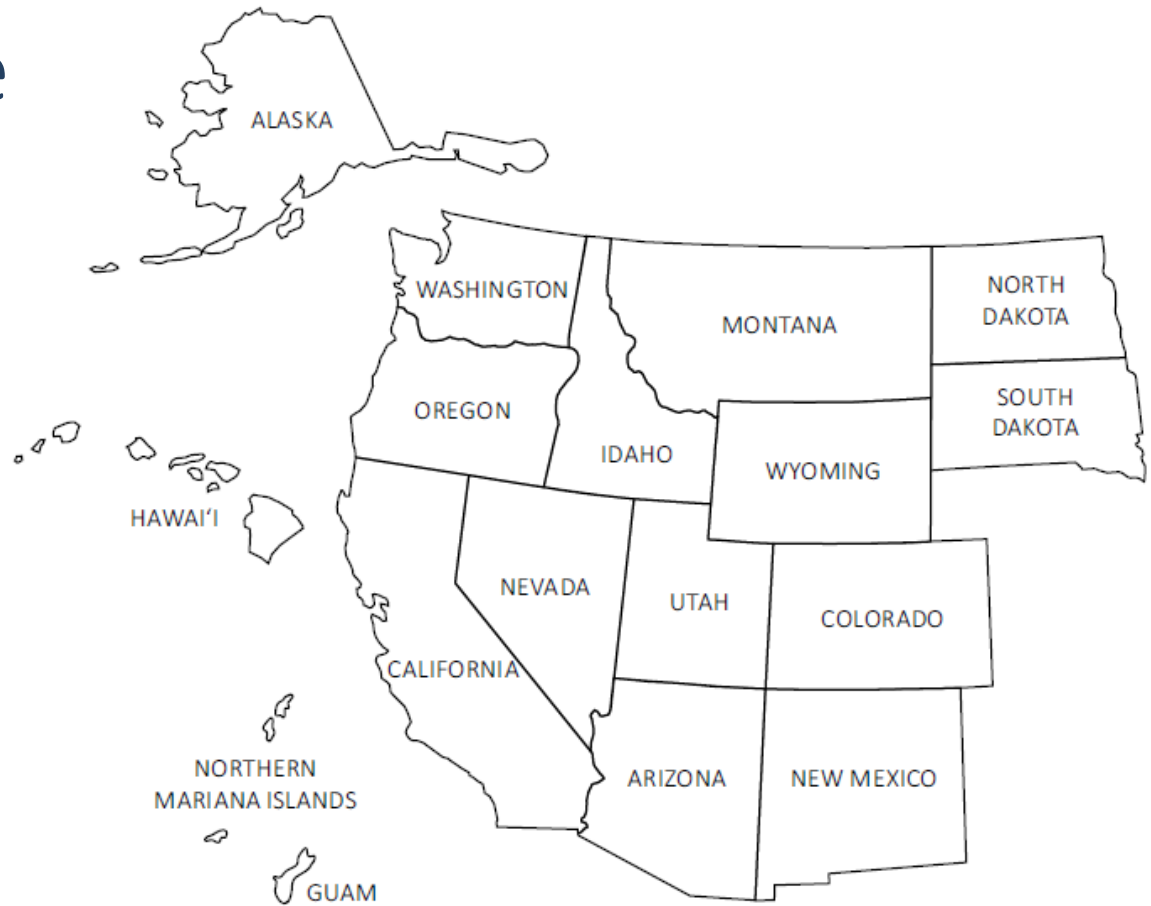 e
ALASKA
WASHINGTON
MONTANA
NORTH
DAKOTA
OREGON
IDAHO
WYOMING
SOUTH
DAKOTA
HAWAI‘I
NEVADA
UTAH
COLORADO
CALIFORNIA
NORTHERN
MARIANA ISLANDS
ARIZONA
NEW MEXICO
GUAM